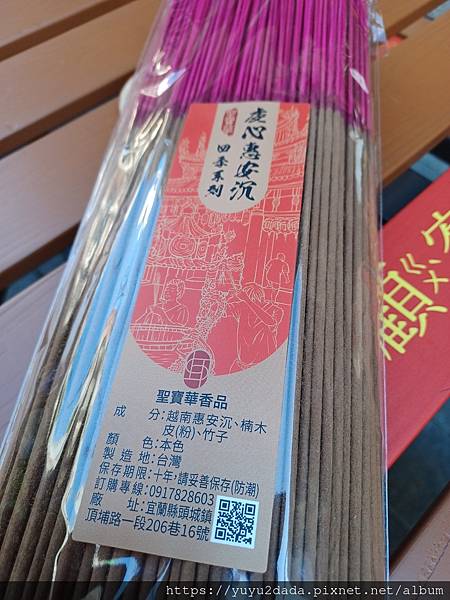 虔心惠安沉
四季系列
聖寶華香品
成　　分:越南惠安沉、楠木
皮(粉)、竹子
顏　　色:本色
製 造 地:台灣
保存期限:十年,請妥善保存(防潮)
訂購專線:0917828603
廠　　址:宜蘭縣頭城鎮
頂埔路一段206巷16號
https://yuyu2dada.pixnet.net/album